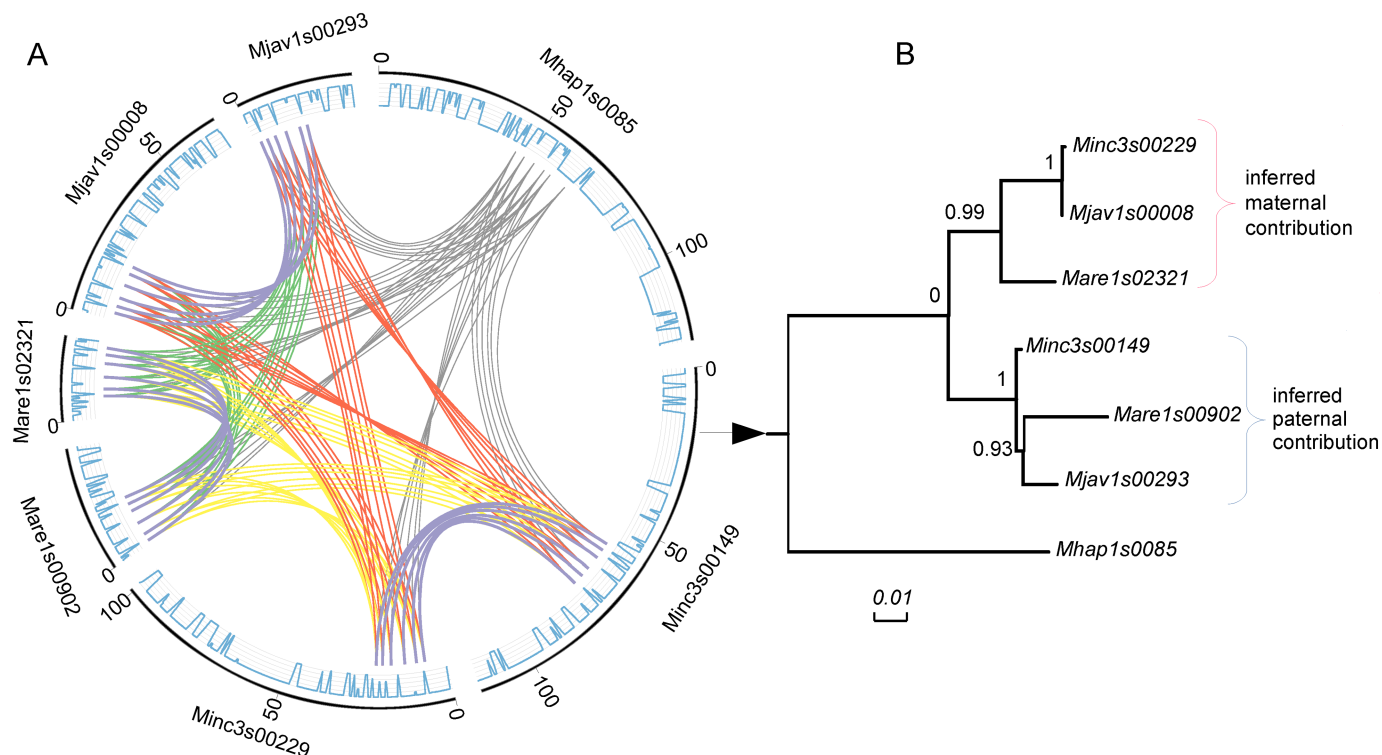 A
Mjav1s00293
0
Mhap1s0085
50
100
0
Mjav1s00008
50
0
Mare1s02321
0
Mare1s00902
0
100
Minc3s00229
50
0
Minc3s00149
0
50
100
B
Minc3s00229
1
Mjav1s00008
0.99
Mare1s02321
inferred
maternal
contribution
0
Minc3s00149
1
Mare1s00902
0.93
Mjav1s00293
inferred
paternal
contribution
Mhap1s0085
0.01